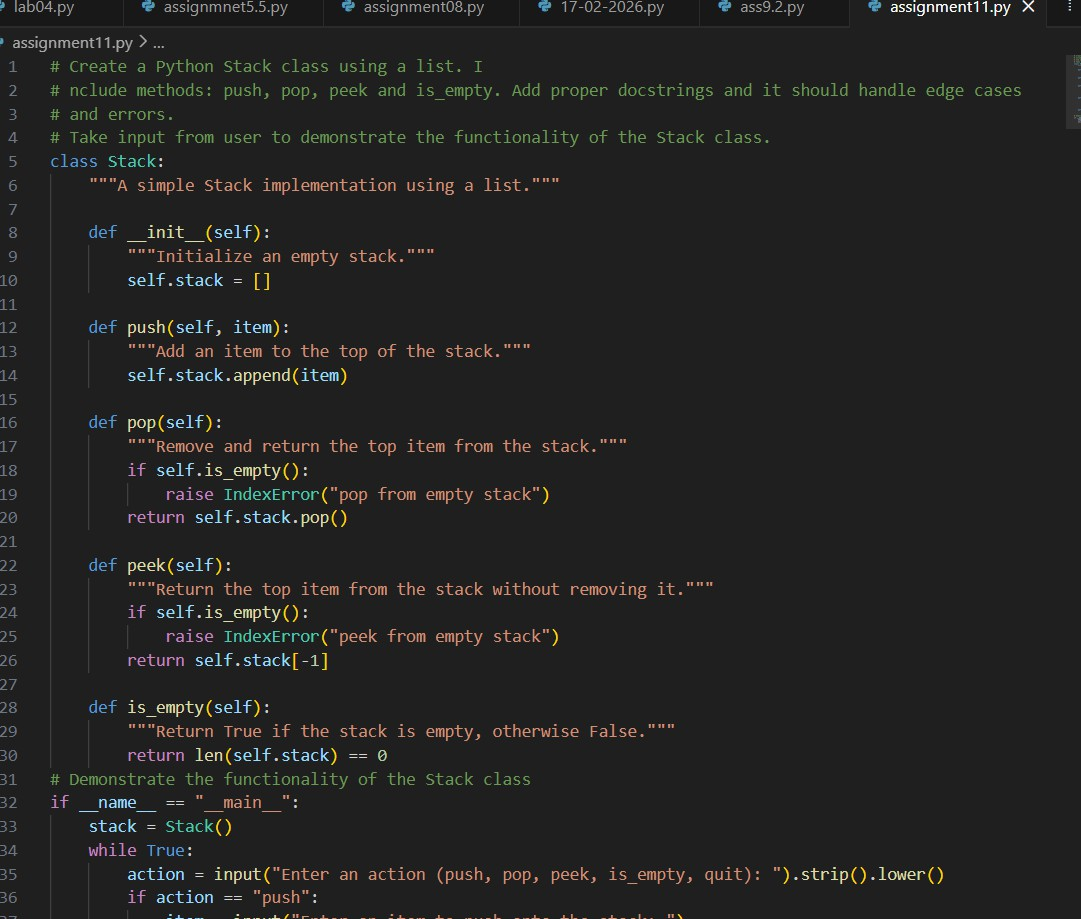 lab04.py assignmnet5.5.py assignment08.py 17-02-2026.py ass9.2.py assignment11.py
assignment11.py > ...
1 # Create a Python Stack class using a list. I
2 # nclude methods: push, pop, peek and is_empty. Add proper docstrings and it should handle edge cases
3 # and errors.
4 # Take input from user to demonstrate the functionality of the Stack class.
5 class Stack:
6     """A simple Stack implementation using a list."""
7
8     def __init__(self):
9         """Initialize an empty stack."""
10         self.stack = []
11
12     def push(self, item):
13         """Add an item to the top of the stack."""
14         self.stack.append(item)
15
16     def pop(self):
17         """Remove and return the top item from the stack."""
18         if self.is_empty():
19             raise IndexError("pop from empty stack")
20         return self.stack.pop()
21
22     def peek(self):
23         """Return the top item from the stack without removing it."""
24         if self.is_empty():
25             raise IndexError("peek from empty stack")
26         return self.stack[-1]
27
28     def is_empty(self):
29         """Return True if the stack is empty, otherwise False."""
30         return len(self.stack) == 0
31 # Demonstrate the functionality of the Stack class
32 if __name__ == "__main__":
33     stack = Stack()
34     while True:
35         action = input("Enter an action (push, pop, peek, is_empty, quit): ").strip().lower()
36         if action == "push":
37             item = input("Enter an item to push onto the stack: ")